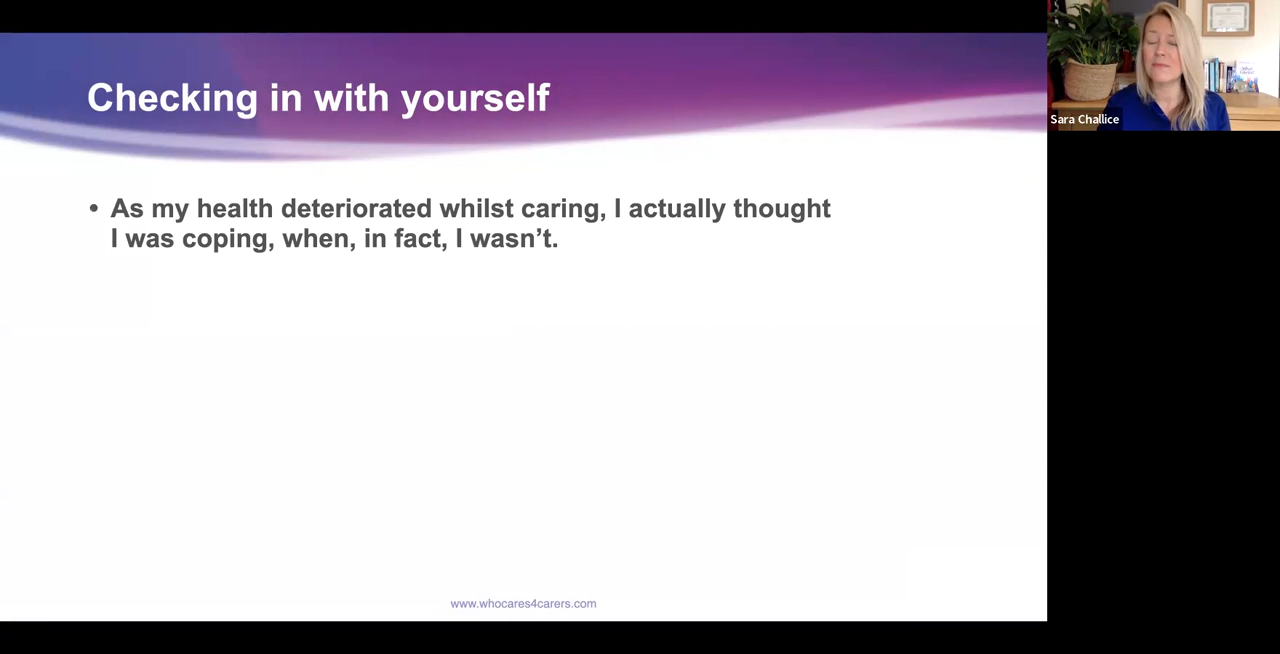 Checking in with yourself
• As my health deteriorated whilst caring, I actually thought
I was coping, when, in fact, I wasn’t.
www.whocares4carers.com
Sara Challice